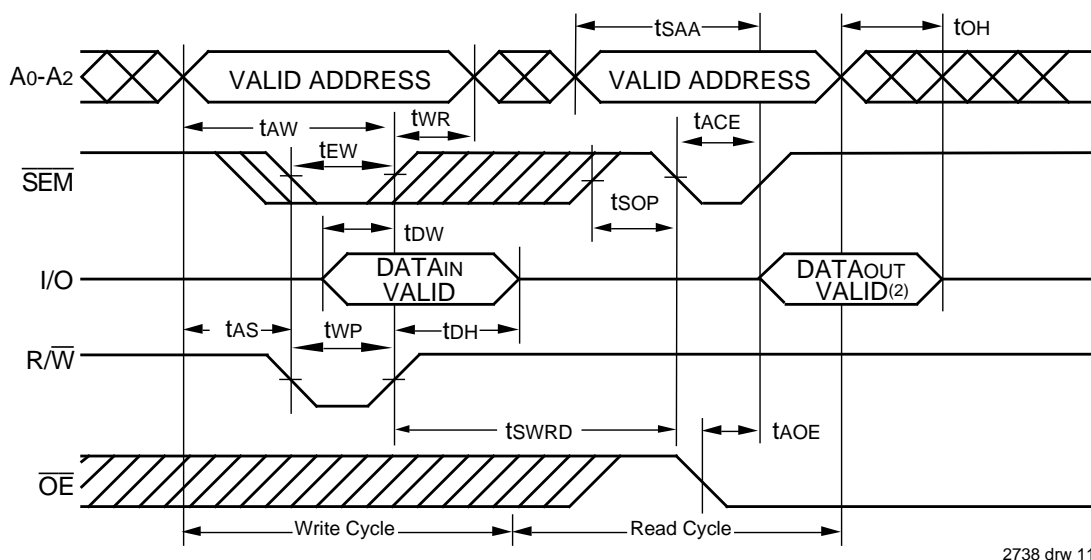 tSAA
tOH
A0-A2
VALID ADDRESS
VALID ADDRESS
tAW
tWR
tACE
tEW
SEM
tSOP
tDW
I/O
DATAIN
VALID
DATAOUT
VALID(2)
tAS
tWP
tDH
R/W
tSWRD
tAOE
OE
Write Cycle
Read Cycle
2738 drw 11